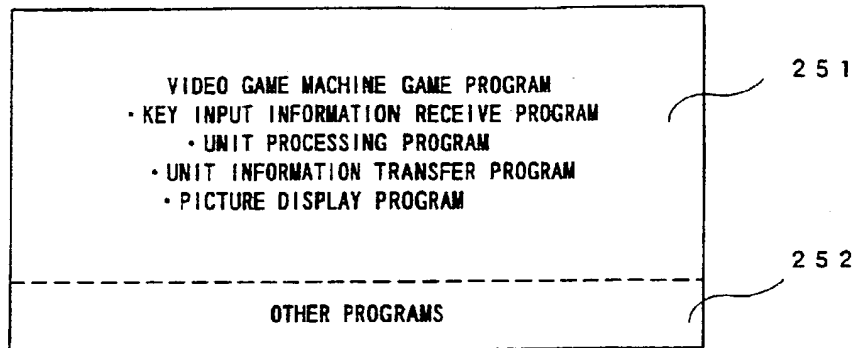 VIDEO GAME MACHINE GAME PROGRAM
・KEY INPUT INFORMATION RECEIVE PROGRAM
・UNIT PROCESSING PROGRAM
・UNIT INFORMATION TRANSFER PROGRAM
・PICTURE DISPLAY PROGRAM
251
OTHER PROGRAMS
252